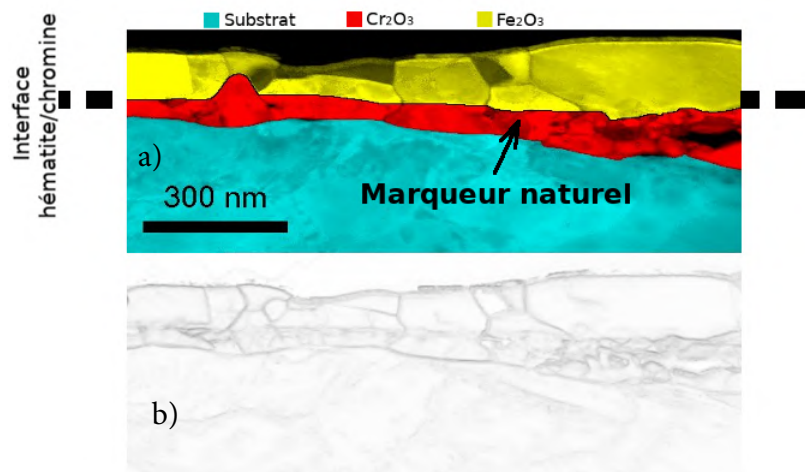 Substrat Cr₂O₃ Fe₂O₃
Interface
hématite/chromine
a)
300 nm
Marqueur naturel
b)